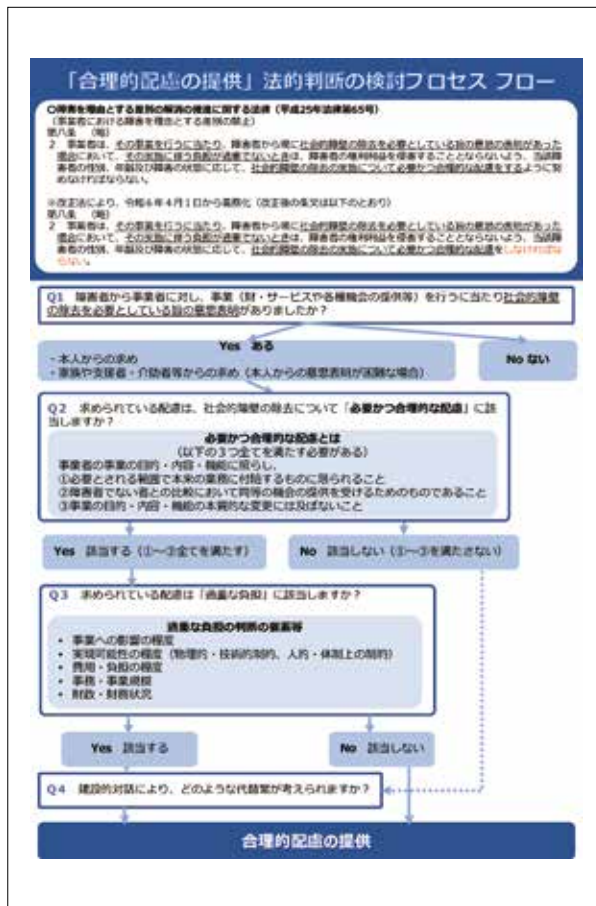 「合理的配慮の提供」法的判断の検討プロセス フロー
〇障害を理由とする差別の解消の推進に関する法律（平成25年法律第65号）
（事業者における障害を理由とする差別の禁止）
第八条　（略）
２　事業者は、その事業を行うに当たり、障害者から現に社会的障壁の除去を必要としている旨の意思の表明があった
場合において、その実施に伴う負担が過重でないときは、障害者の権利利益を侵害することとならないよう、当該障
害者の性別、年齢及び障害の状態に応じて、社会的障壁の除去の実施について必要かつ合理的な配慮をするように努
めなければならない。
※改正法により、令和６年４月１日から義務化（改正後の条文は以下のとおり）
第八条　（略）
２　事業者は、その事業を行うに当たり、障害者から現に社会的障壁の除去を必要としている旨の意思の表明があった
場合において、その実施に伴う負担が過重でないときは、障害者の権利利益を侵害することとならないよう、当該障
害者の性別、年齢及び障害の状態に応じて、社会的障壁の除去の実施について必要かつ合理的な配慮をしなければな
らない。
Q1　障害者から事業者に対し、事業（財・サービスや各種機会の提供等）を行うに当たり社会的障壁
の除去を必要としている旨の意思表明がありましたか？
Yes　ある
・本人からの求め
・家族や支援者・介助者等からの求め（本人からの意思表明が困難な場合）
No ない
Q2　求められている配慮は、社会的障壁の除去について「必要かつ合理的な配慮」に該
当しますか？
必要かつ合理的な配慮とは
（以下の３つ全てを満たす必要がある）
事業者の事業の目的・内容・機能に照らし、
①必要とされる範囲で本来の業務に付随するものに限られること
②障害者でない者との比較において同等の機会の提供を受けるためのものであること
③事業の目的・内容・機能の本質的な変更には及ばないこと
Yes　該当する（①～③全てを満たす）
No　該当しない（①～③を満たさない）
Q3　求められている配慮は「過重な負担」に該当しますか？
過重な負担の判断の要素等
• 事業への影響の程度
• 実現可能性の程度（物理的・技術的制約、人的・体制上の制約）
• 費用・負担の程度
• 事務・事業規模
• 財政・財務状況
Yes　該当する
No　該当しない
Q4　建設的対話により、どのような代替案が考えられますか？
合理的配慮の提供